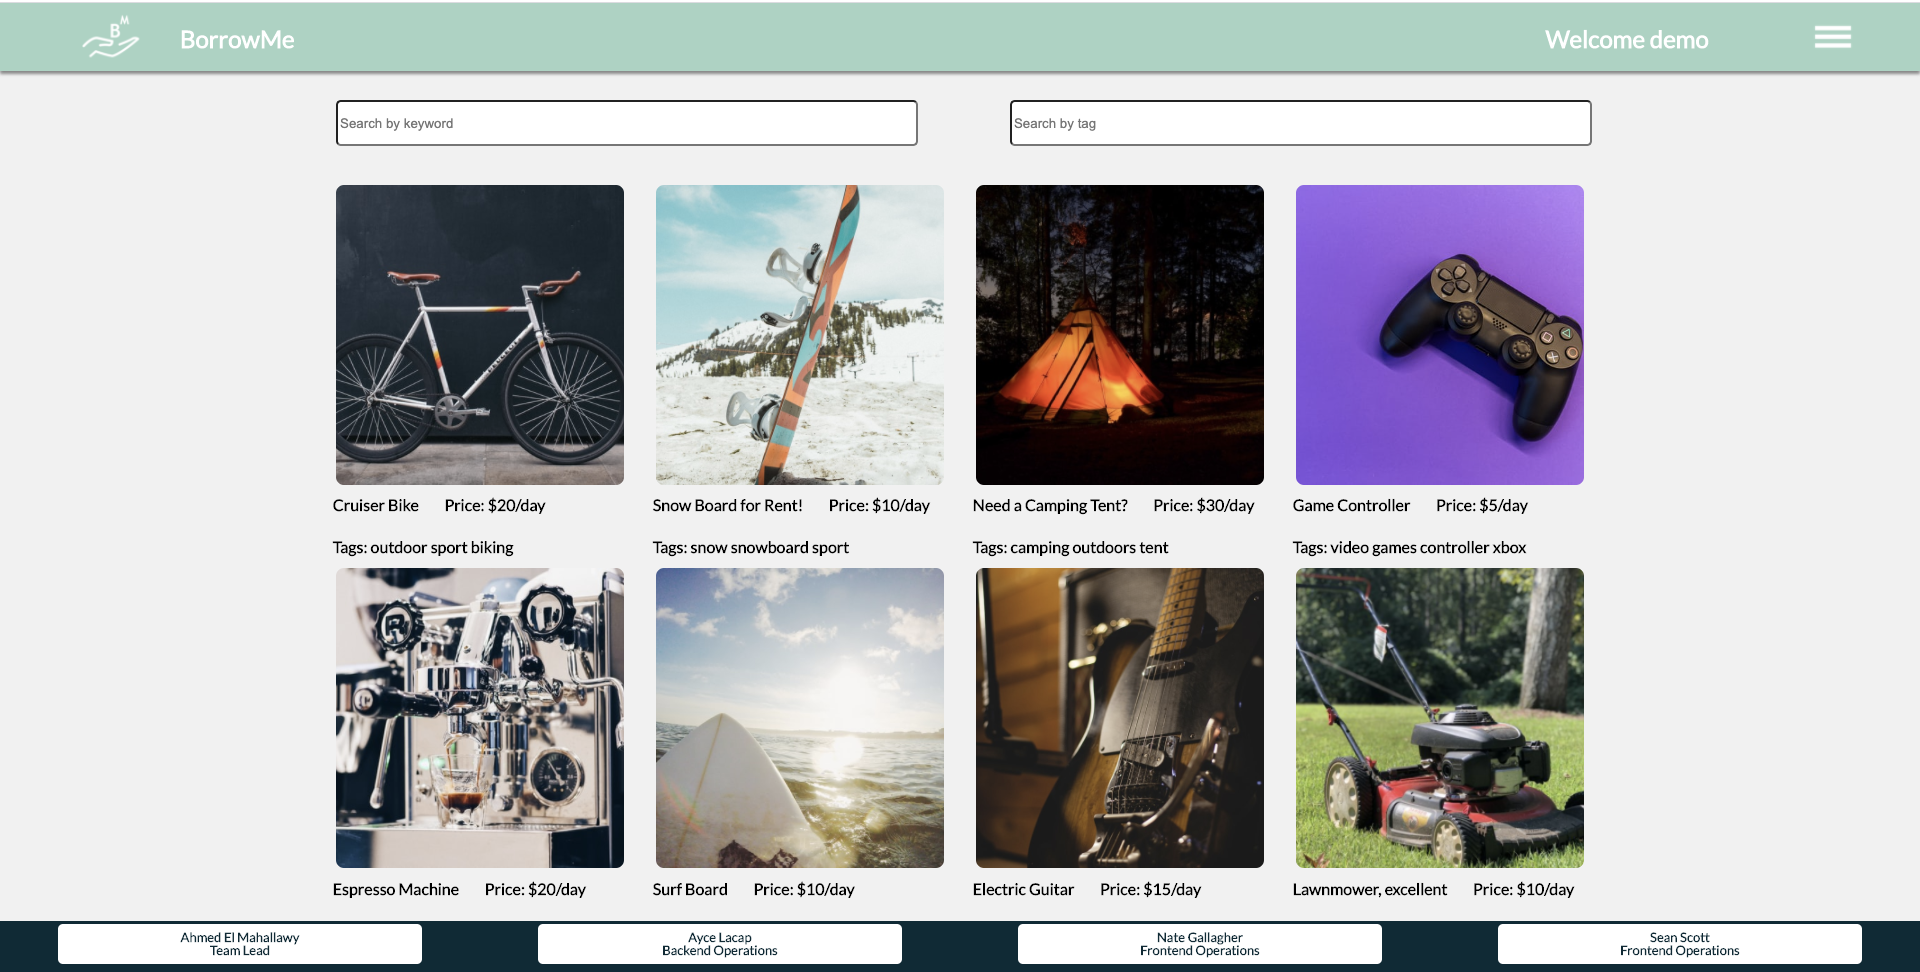 B M
BorrowMe
Welcome demo
Search by keyword
Search by tag
Cruiser Bike Price: $20/day
Tags: outdoor sport biking
Snow Board for Rent! Price: $10/day
Tags: snow snowboard sport
Need a Camping Tent? Price: $30/day
Tags: camping outdoors tent
Game Controller Price: $5/day
Tags: video games controller xbox
R
Espresso Machine Price: $20/day
Surf Board Price: $10/day
Electric Guitar Price: $15/day
Lawnmower, excellent Price: $10/day
Ahmed El Mahallawy
Team Lead
Ayce Lacap
Backend Operations
Nate Gallagher
Frontend Operations
Sean Scott
Frontend Operations